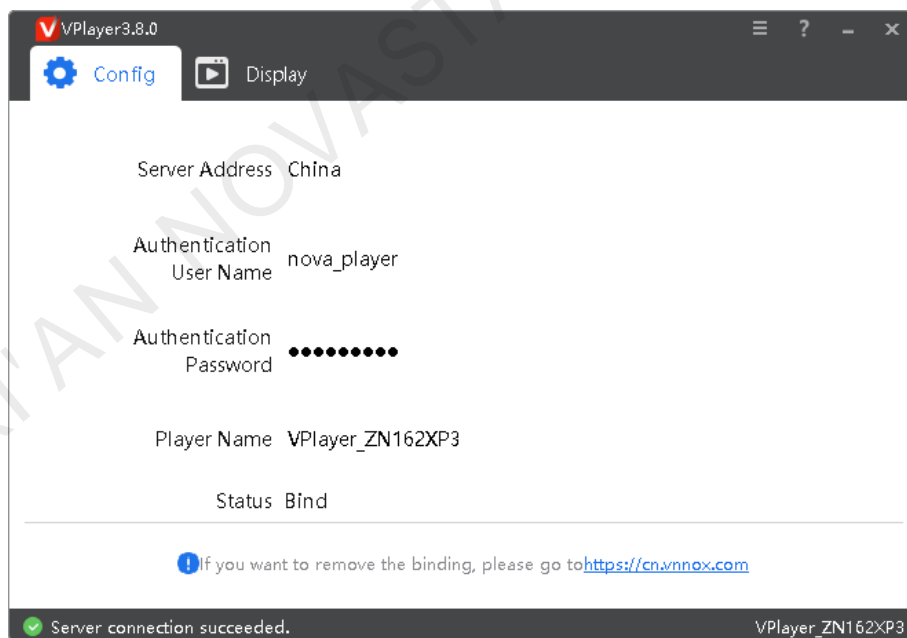 VPlayer3.8.0
Config
Display
Server Address China
Authentication
User Name nova_player
Authentication
Password •••••••••
Player Name VPlayer_ZN162XP3
Status Bind
If you want to remove the binding, please go tohttps://cn.vnnox.com
Server connection succeeded. VPlayer_ZN162XP3